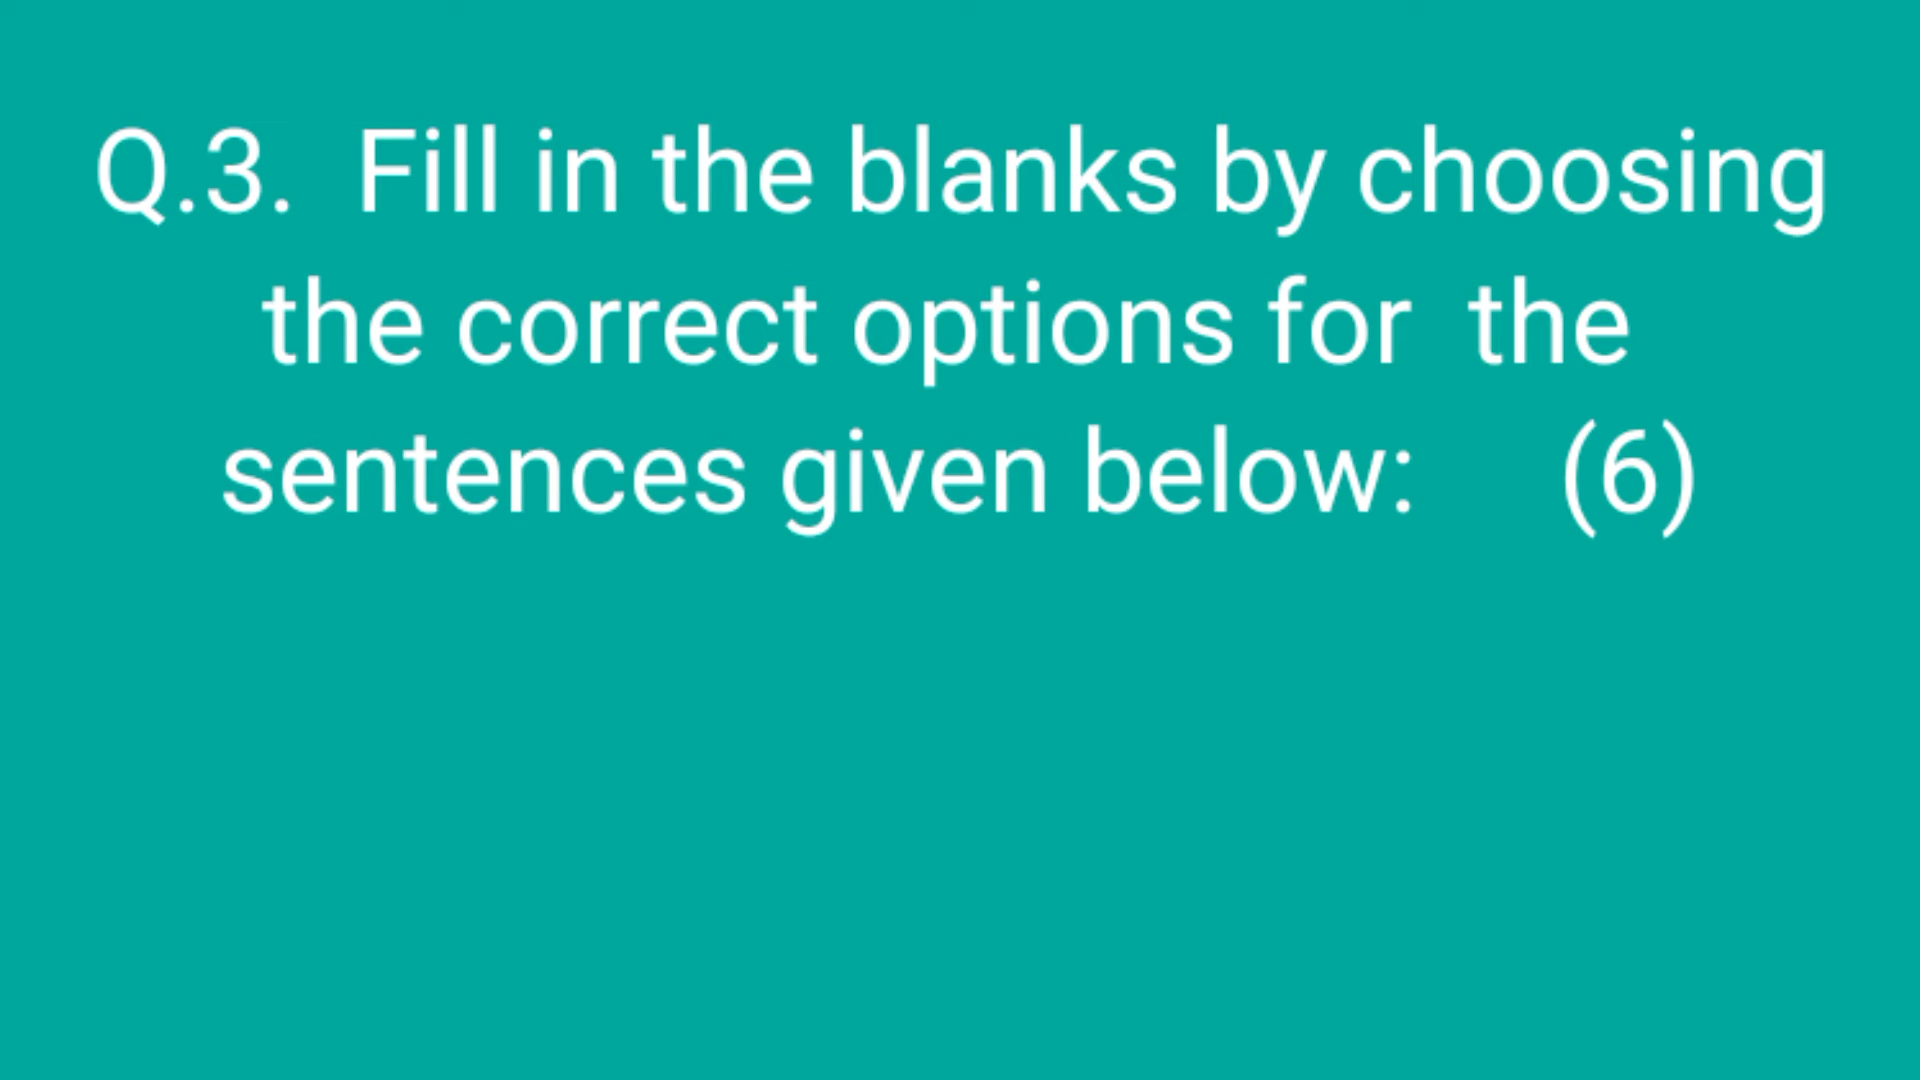 Q.3. Fill in the blanks by choosing
the correct options for the
sentences given below: (6)